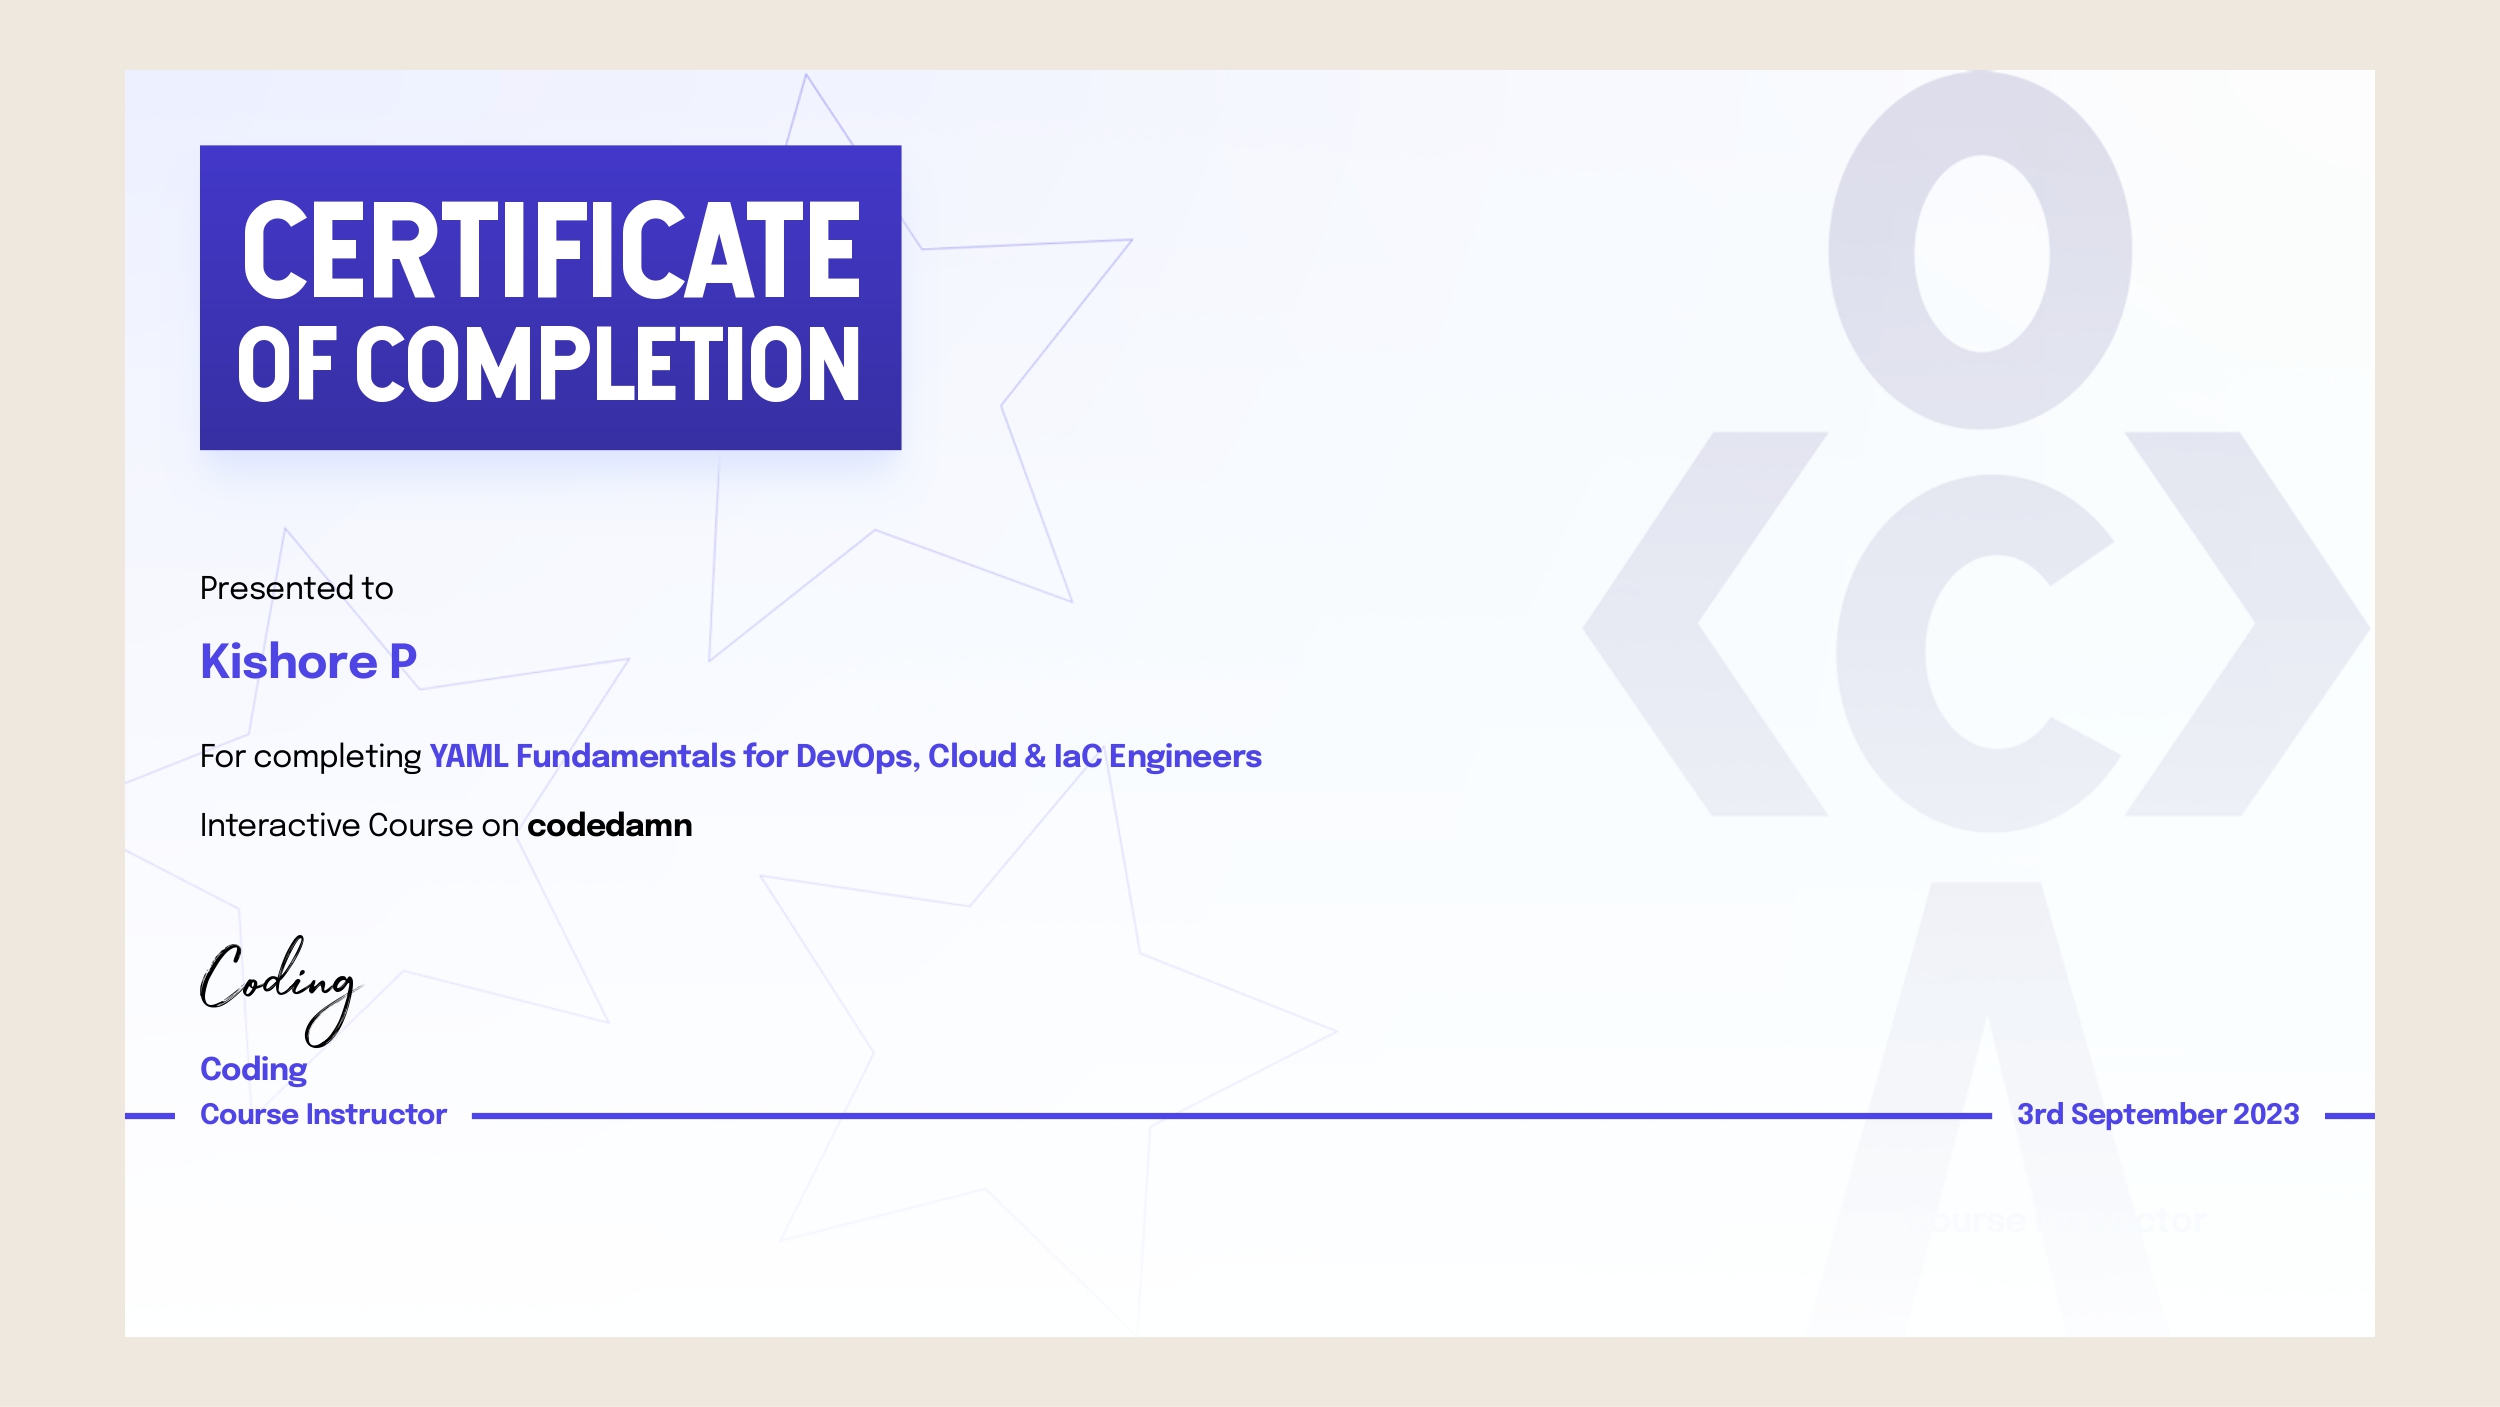 CERTIFICATE
OF COMPLETION
Presented to
Kishore P
For completing YAML Fundamentals for DevOps, Cloud & IaC Engineers
Interactive Course on codedamn
Coding
Coding
Course Instructor
3rd September 2023